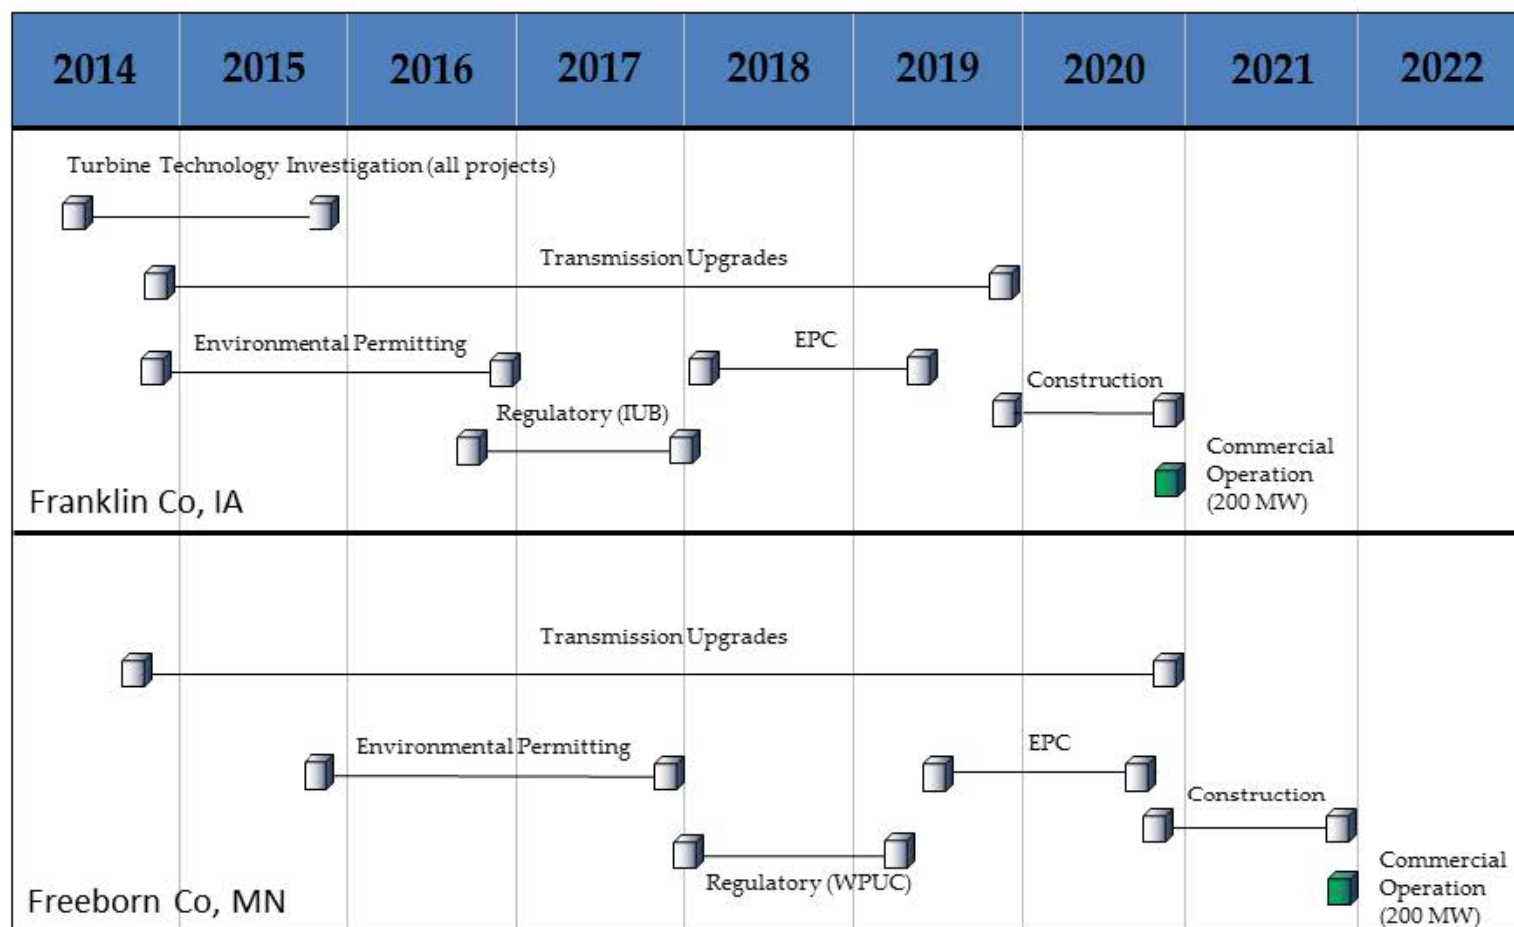 2014 2015 2016 2017 2018 2019 2020 2021 2022
Turbine Technology Investigation (all projects)
Transmission Upgrades
Environmental Permitting
EPC
Construction
Regulatory (IUB)
Commercial
Operation
(200 MW)
Franklin Co, IA
Transmission Upgrades
Environmental Permitting
EPC
Construction
Regulatory (WPUC)
Commercial
Operation
(200 MW)
Freeborn Co, MN